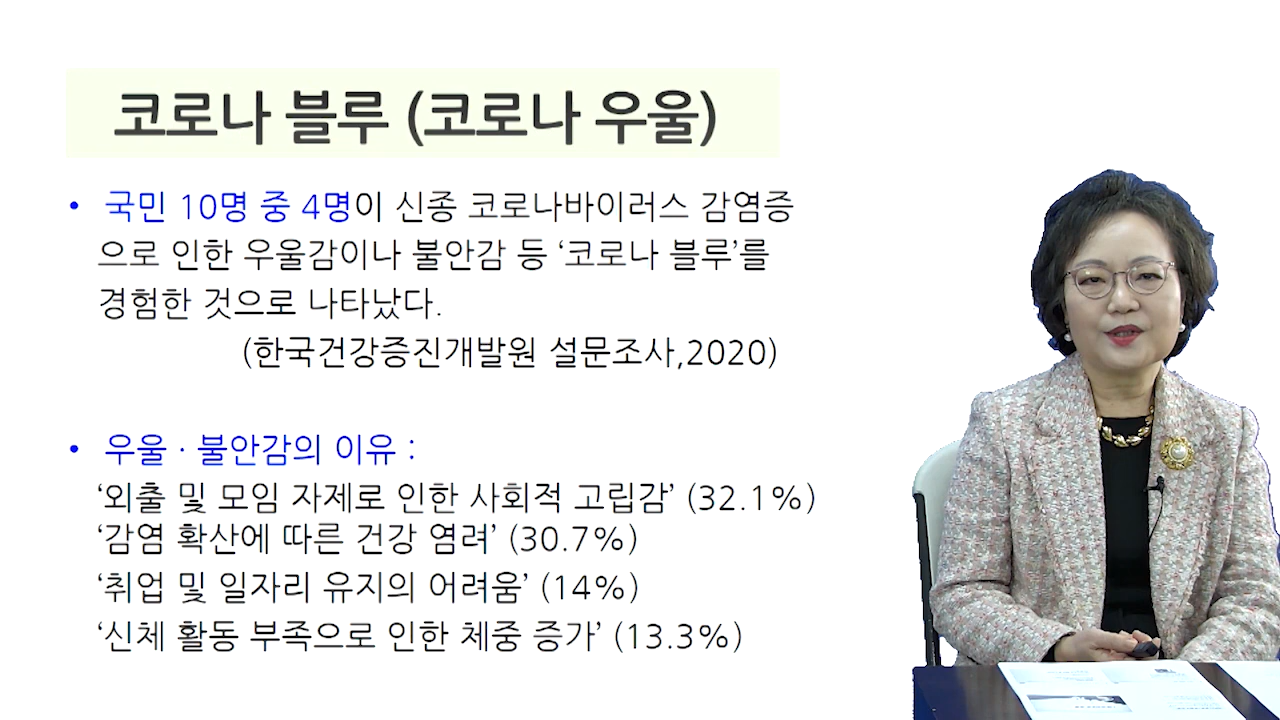 코로나 블루 (코로나 우울)
• 국민 10명 중 4명이 신종 코로나바이러스 감염증
으로 인한 우울감이나 불안감 등 ‘코로나 블루’를
경험한 것으로 나타났다.
(한국건강증진개발원 설문조사,2020)
• 우울 · 불안감의 이유 :
‘외출 및 모임 자제로 인한 사회적 고립감’ (32.1%)
‘감염 확산에 따른 건강 염려’ (30.7%)
‘취업 및 일자리 유지의 어려움’ (14%)
‘신체 활동 부족으로 인한 체중 증가’ (13.3%)